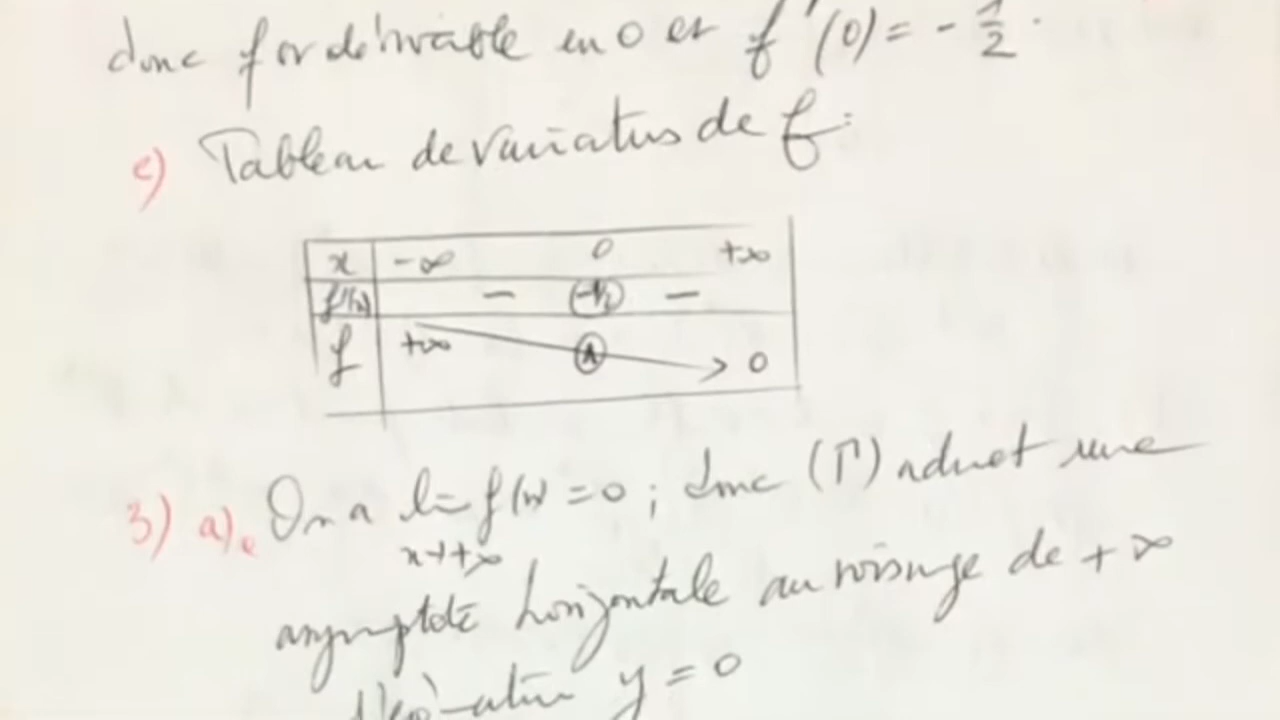 donc f est dérivable en 0 et f'(0) = - 1/2.
c) Tableau de variations de f:
x -∞ 0 +∞
f'(x) - (-1/2) -
f +∞ 1 0
3) a) On a lim f(x) = 0 ; donc (Γ) admet une
x→+∞
asymptote horizontale au voisinage de +∞
d'équation y = 0